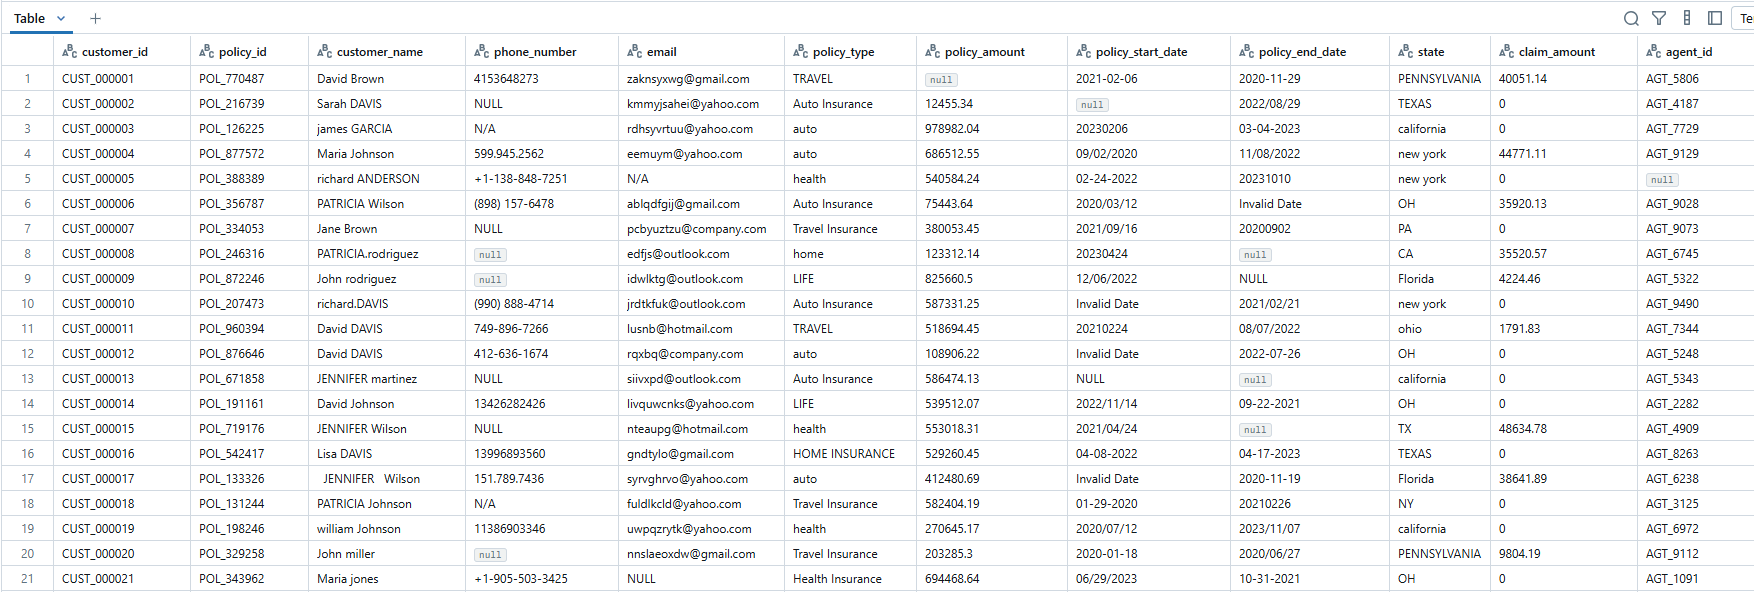 Table +
Te
customer_id policy_id customer_name phone_number email policy_type policy_amount policy_start_date policy_end_date state claim_amount agent_id
1 CUST_000001 POL_770487 David Brown 4153648273 zaknsyxwg@gmail.com TRAVEL null 2021-02-06 2020-11-29 PENNSYLVANIA 40051.14 AGT_5806
2 CUST_000002 POL_216739 Sarah DAVIS NULL kmmyjsahei@yahoo.com Auto Insurance 12455.34 null 2022/08/29 TEXAS 0 AGT_4187
3 CUST_000003 POL_126225 james GARCIA N/A rdhsyvrtuu@yahoo.com auto 978982.04 20230206 03-04-2023 california 0 AGT_7729
4 CUST_000004 POL_877572 Maria Johnson 599.945.2562 eemuym@yahoo.com auto 686512.55 09/02/2020 11/08/2022 new york 44771.11 AGT_9129
5 CUST_000005 POL_388389 richard ANDERSON +1-138-848-7251 N/A health 540584.24 02-24-2022 20231010 new york 0 null
6 CUST_000006 POL_356787 PATRICIA Wilson (898) 157-6478 ablqdfgij@gmail.com Auto Insurance 75443.64 2020/03/12 Invalid Date OH 35920.13 AGT_9028
7 CUST_000007 POL_334053 Jane Brown NULL pcbyuztzu@company.com Travel Insurance 380053.45 2021/09/16 20200902 PA 0 AGT_9073
8 CUST_000008 POL_246316 PATRICIA.rodriguez null edfjs@outlook.com home 123312.14 20230424 null CA 35520.57 AGT_6745
9 CUST_000009 POL_872246 John rodriguez null idwlktg@outlook.com LIFE 825660.5 12/06/2022 NULL Florida 4224.46 AGT_5322
10 CUST_000010 POL_207473 richard.DAVIS (990) 888-4714 jrdtkfuk@outlook.com Auto Insurance 587331.25 Invalid Date 2021/02/21 new york 0 AGT_9490
11 CUST_000011 POL_960394 David DAVIS 749-896-7266 lusnb@hotmail.com TRAVEL 518694.45 20210224 08/07/2022 ohio 1791.83 AGT_7344
12 CUST_000012 POL_876646 David DAVIS 412-636-1674 rqxbq@company.com auto 108906.22 Invalid Date 2022-07-26 OH 0 AGT_5248
13 CUST_000013 POL_671858 JENNIFER martinez NULL siivxpd@outlook.com Auto Insurance 586474.13 NULL null california 0 AGT_5343
14 CUST_000014 POL_191161 David Johnson 13426282426 livquwcnks@yahoo.com LIFE 539512.07 2022/11/14 09-22-2021 OH 0 AGT_2282
15 CUST_000015 POL_719176 JENNIFER Wilson NULL nteaupg@hotmail.com health 553018.31 2021/04/24 null TX 48634.78 AGT_4909
16 CUST_000016 POL_542417 Lisa DAVIS 13996893560 gndtylo@gmail.com HOME INSURANCE 529260.45 04-08-2022 04-17-2023 TEXAS 0 AGT_8263
17 CUST_000017 POL_133326 JENNIFER Wilson 151.789.7436 syrvghrvo@yahoo.com auto 412480.69 Invalid Date 2020-11-19 Florida 38641.89 AGT_6238
18 CUST_000018 POL_131244 PATRICIA Johnson N/A fuldlkcld@yahoo.com Travel Insurance 582404.19 01-29-2020 20210226 NY 0 AGT_3125
19 CUST_000019 POL_198246 william Johnson 11386903346 uwpqzrytk@yahoo.com health 270645.17 2020/07/12 2023/11/07 california 0 AGT_6972
20 CUST_000020 POL_329258 John miller null nnslaeoxdw@gmail.com Travel Insurance 203285.3 2020-01-18 2020/06/27 PENNSYLVANIA 9804.19 AGT_9112
21 CUST_000021 POL_343962 Maria jones +1-905-503-3425 NULL Health Insurance 694468.64 06/29/2023 10-31-2021 OH 0 AGT_1091